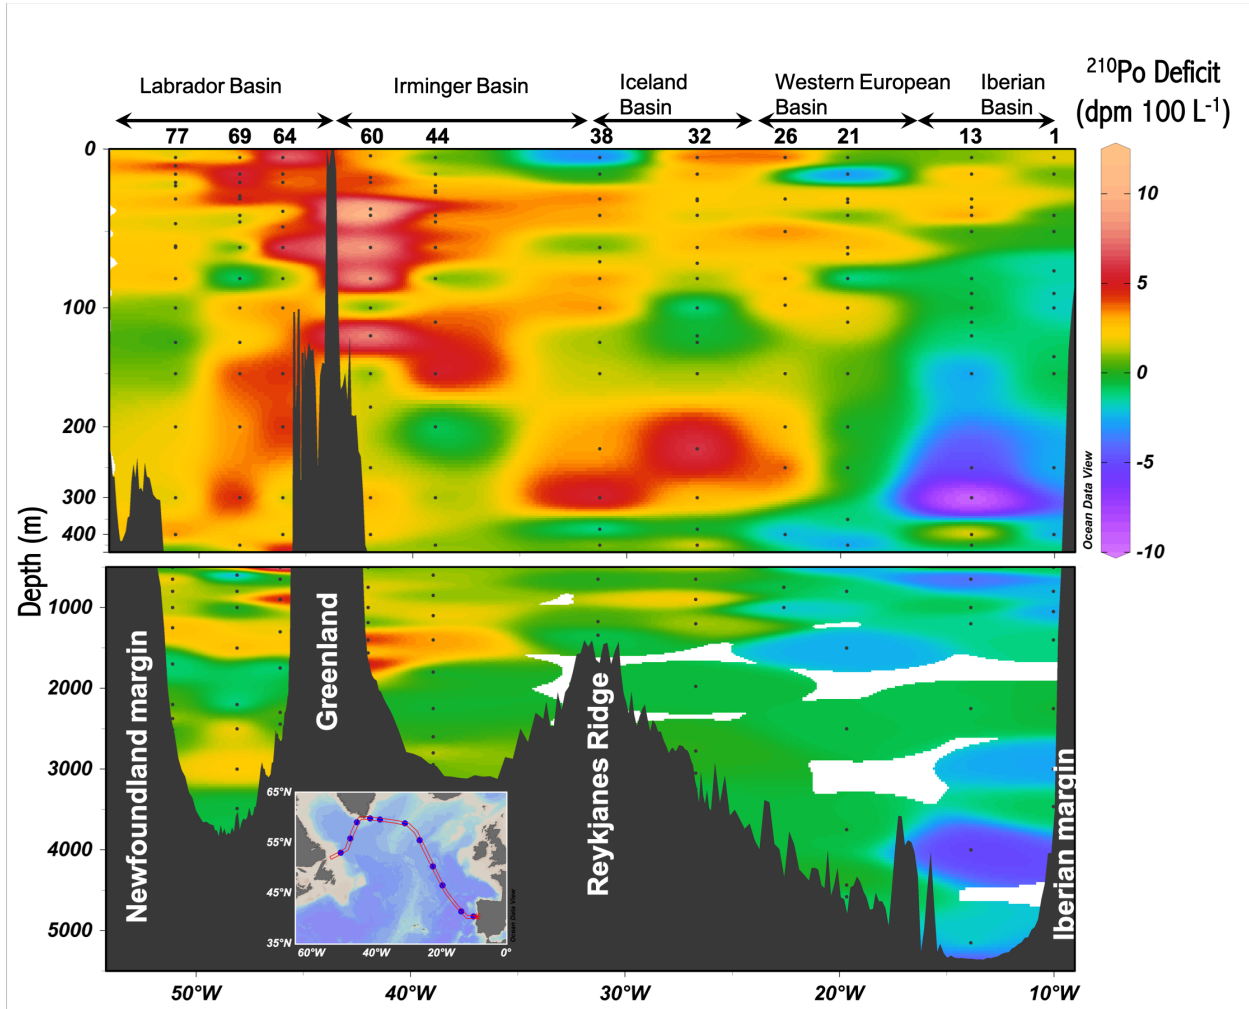 Labrador Basin
Irminger Basin
Iceland
Basin
Western European
Basin
Iberian
Basin
210Po Deficit
(dpm 100 L-1)
77 69 64 60 44 38 32 26 21 13 1
0
100
200
300
400
10
5
0
-5
-10
Ocean Data View
Depth (m)
1000
2000
3000
4000
5000
Newfoundland margin
Greenland
Reykjanes Ridge
Iberian margin
65°N
55°N
45°N
35°N
60°W 40°W 20°W 0°
Ocean Data View
50°W 40°W 30°W 20°W 10°W